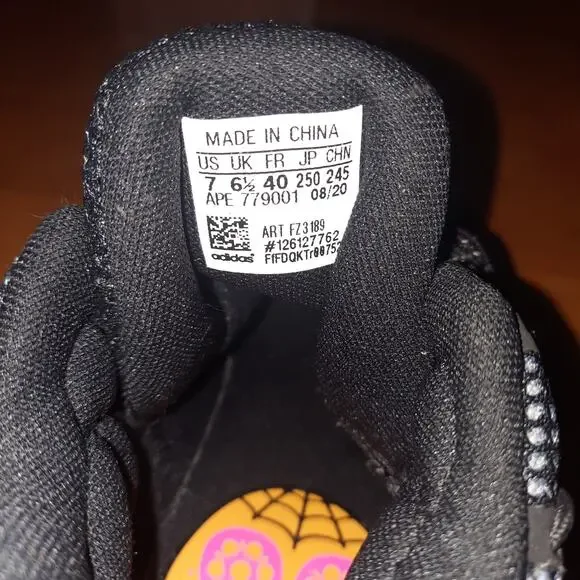 MADE IN CHINA
US UK FR JP CHN
7 6½ 40 250 245
APE 779001 08/20
ART FZ3189
#126127762
adidas